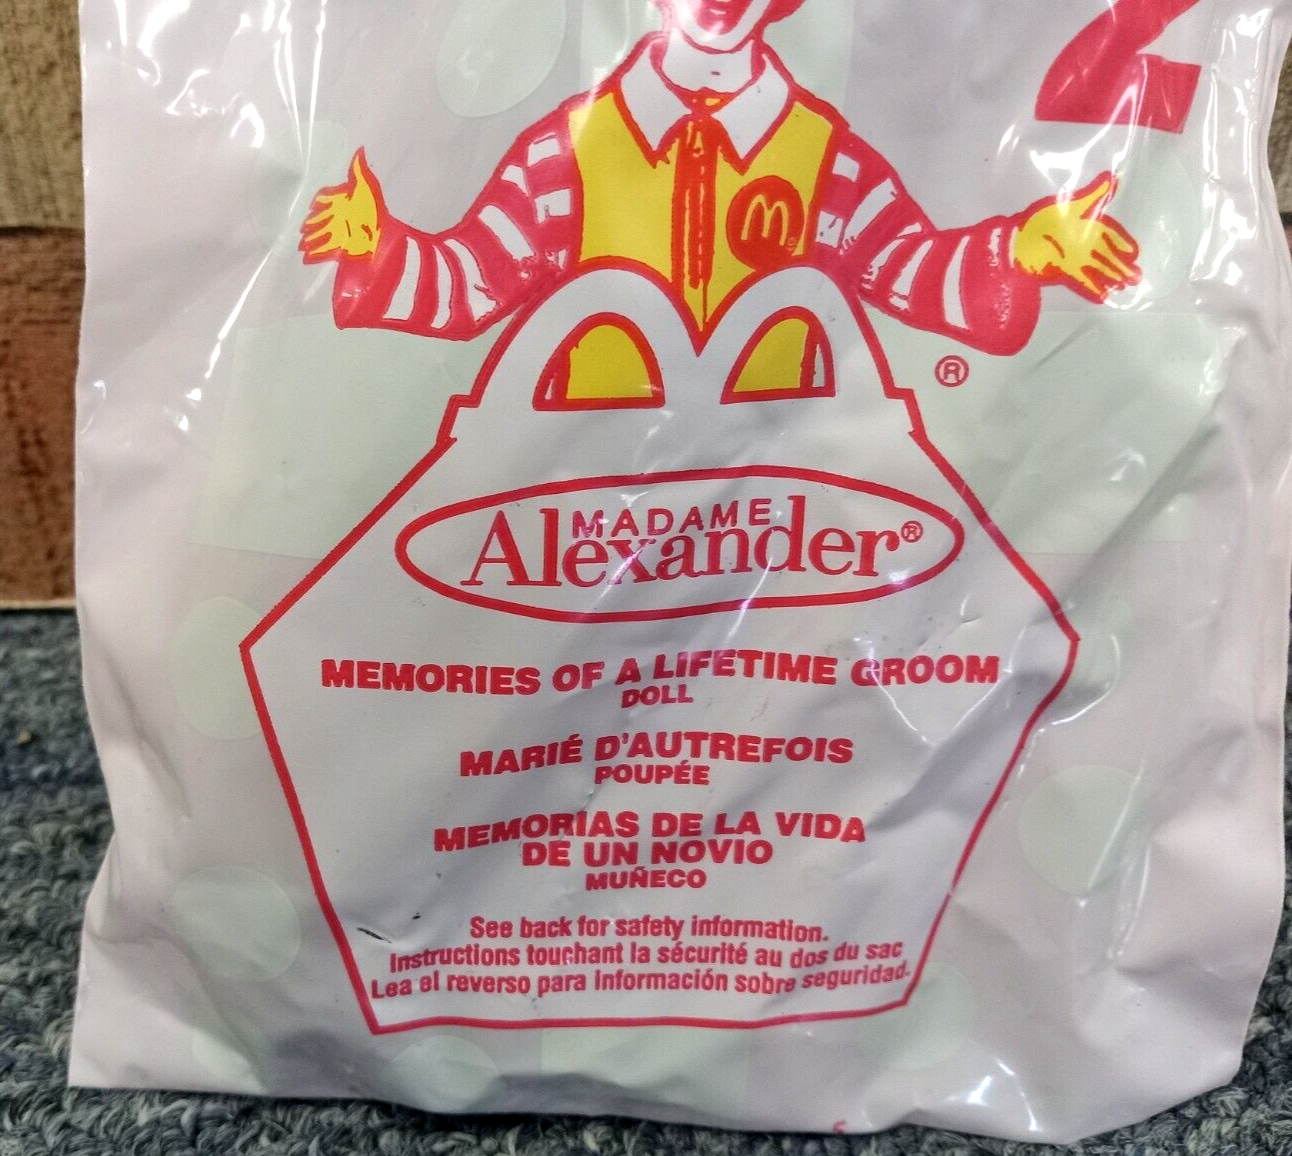 2
m
®
MADAME
Alexander®
MEMORIES OF A LIFETIME GROOM
DOLL
MARIÉ D'AUTREFOIS
POUPÉE
MEMORIAS DE LA VIDA
DE UN NOVIO
MUÑECO
See back for safety information.
Instructions touchant la sécurité au dos du sac
Lea el reverso para información sobre seguridad.